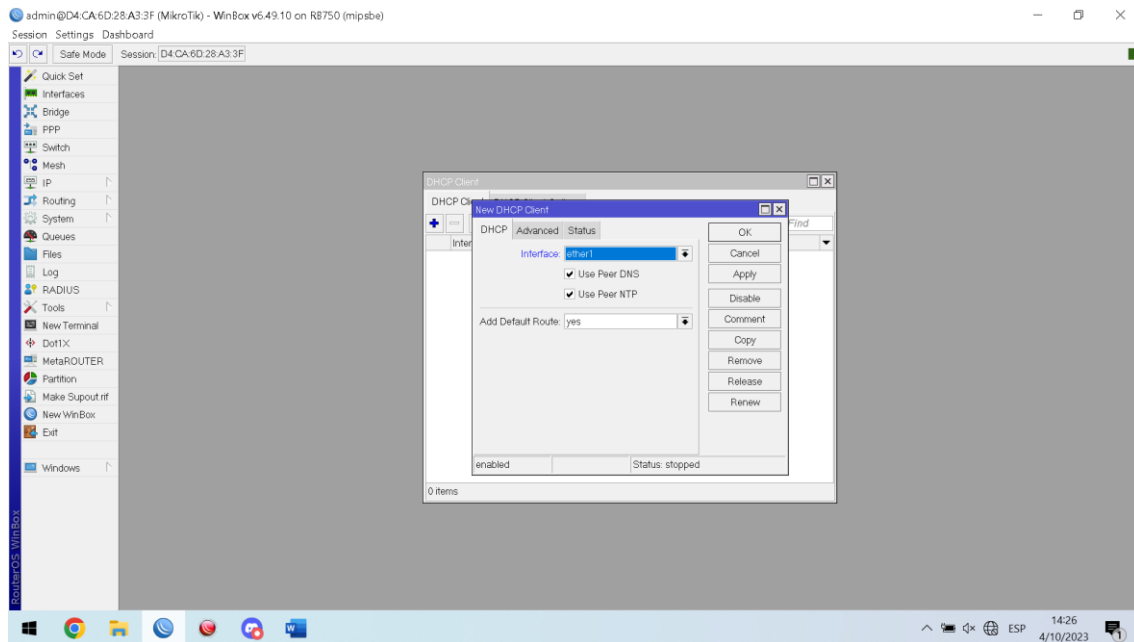 admin@D4:CA:6D:28:A3:3F (MikroTik) - WinBox v6.49.10 on RB750 (mipsbe)
Session Settings Dashboard
Safe Mode Session: D4:CA:6D:28:A3:3F
Quick Set
Interfaces
Bridge
PPP
Switch
Mesh
IP
Routing
System
Queues
Files
Log
RADIUS
Tools
New Terminal
Dot1X
MetaROUTER
Partition
Make Supout.rif
New WinBox
Exit
Windows
RouterOS WinBox
DHCP Client
DHCP Cli
Find
Inter
New DHCP Client
DHCP Advanced Status
Interface: ether1
Use Peer DNS
Use Peer NTP
Add Default Route: yes
OK
Cancel
Apply
Disable
Comment
Copy
Remove
Release
Renew
enabled Status: stopped
0 items
ESP 14:26
4/10/2023
1